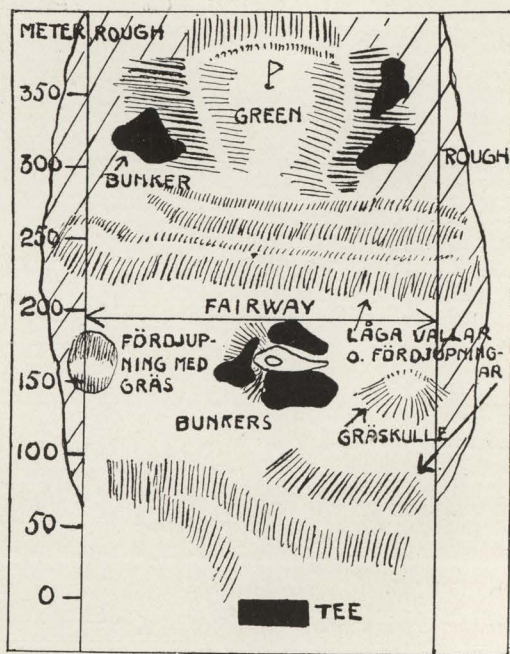 METER ROUGH
350
GREEN
300
ROUGH
BUNKER
250
200
FAIRWAY
FÖRDJUP-
NING MED
GRÄS
LÅGA VALLAR
O. FÖRDJUPNING-
AR
150
BUNKERS
GRÄSKULLE
100
50
0
TEE